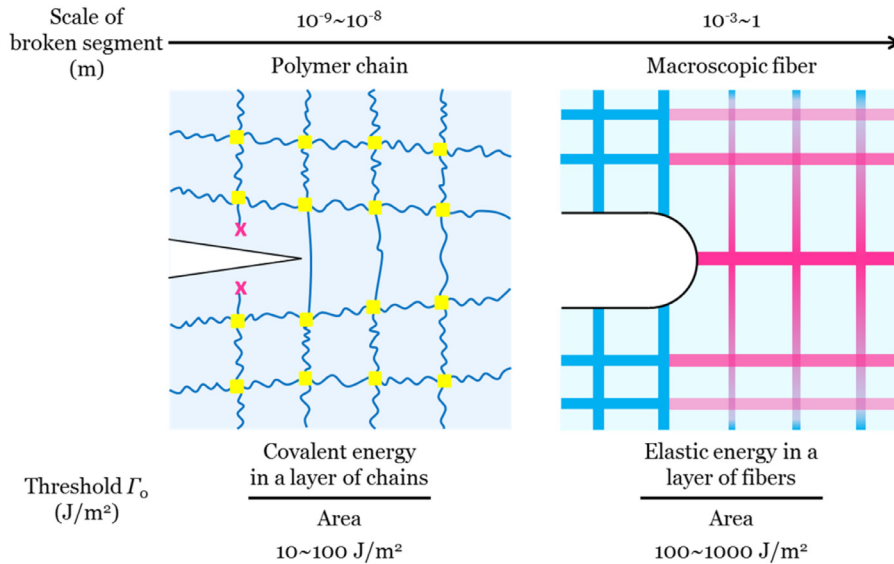 Scale of
broken segment
(m)
10⁻⁹~10⁻⁸
10⁻³~1
Polymer chain
Macroscopic fiber
x
x
Threshold Γ₀
(J/m²)
Covalent energy
in a layer of chains
Area
10~100 J/m²
Elastic energy in a
layer of fibers
Area
100~1000 J/m²